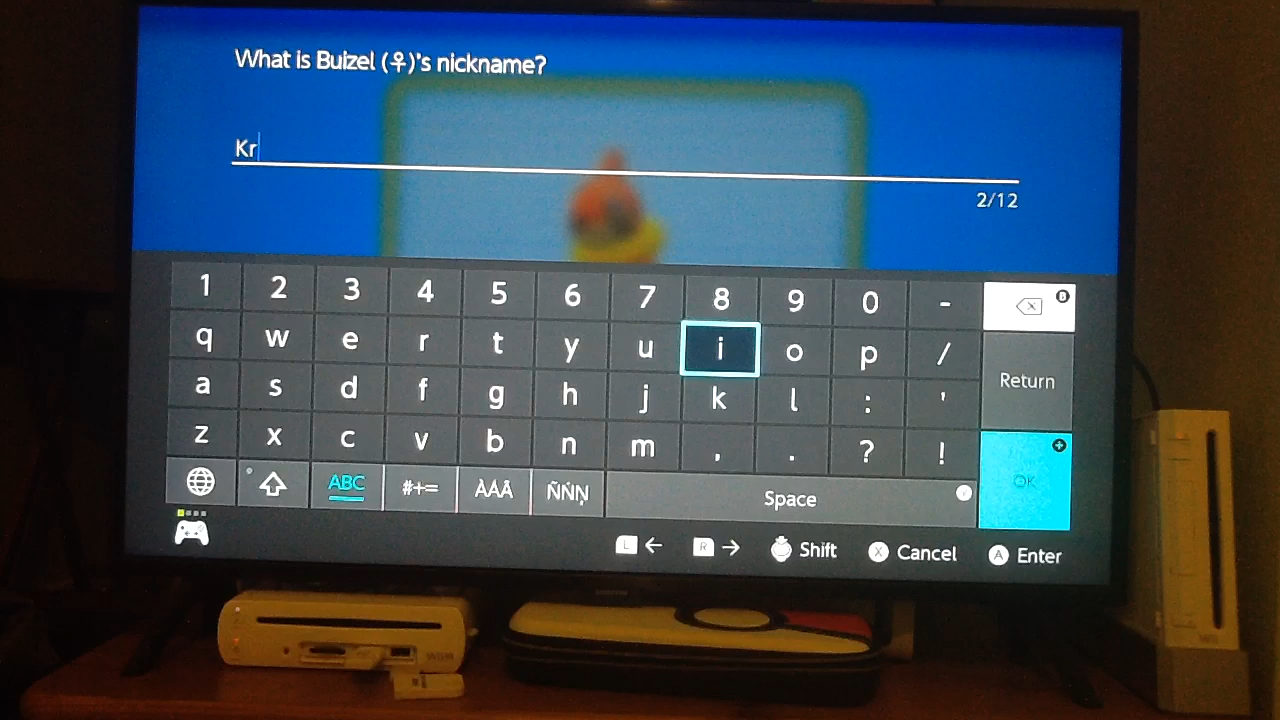 What is Buizel (♀)'s nickname?
Kr
2/12
1 2 3 4 5 6 7 8 9 0 -
q w e r t y u i o p /
Return
a s d f g h j k l : '
z x c v b n m , . ? !
OK
ABC #+= ÀÁÂ ÑŃŅ Space
L ← R → Shift X Cancel A Enter